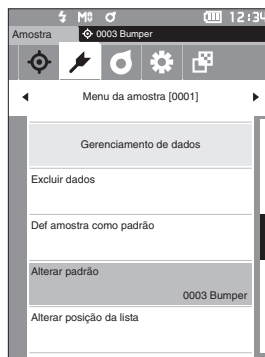 M 12:34
Amostra 0003 Bumper
Menu da amostra [0001]
Gerenciamento de dados
Excluir dados
Def amostra como padrão
Alterar padrão
0003 Bumper
Alterar posição da lista